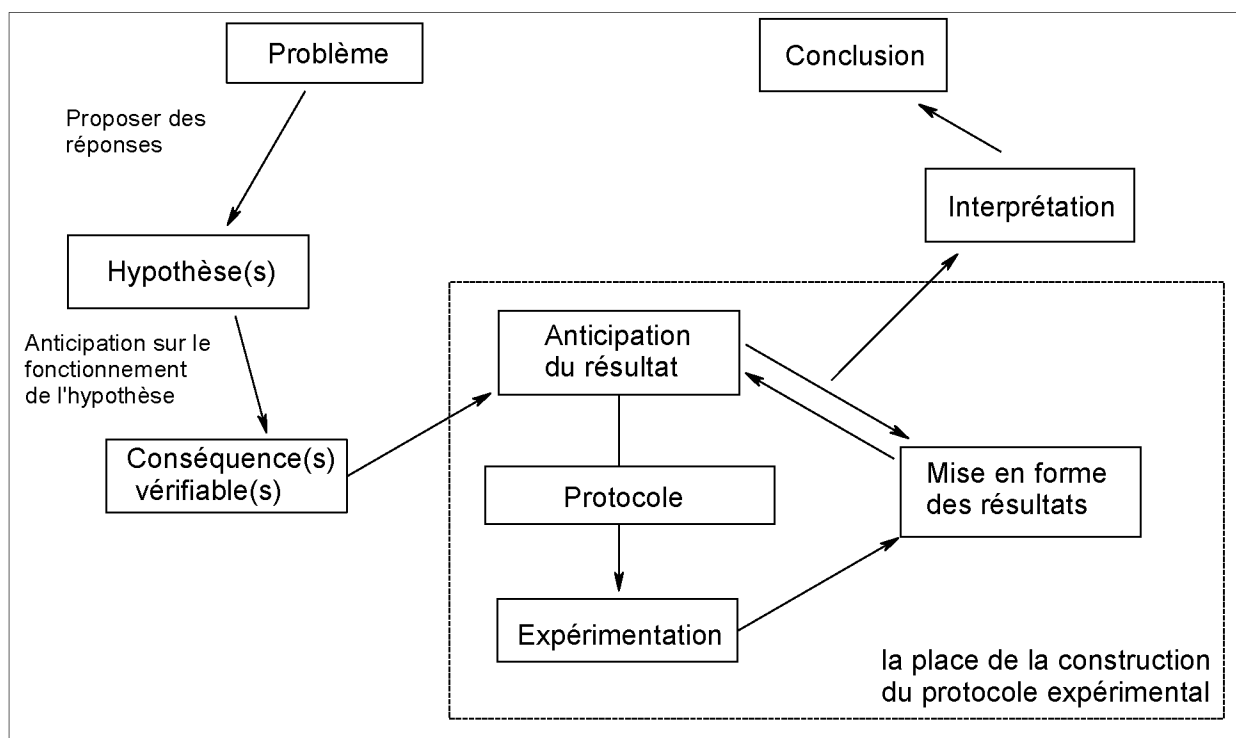 Problème
Conclusion
Proposer des
réponses
Interprétation
Hypothèse(s)
Anticipation sur le
fonctionnement
de l'hypothèse
Anticipation
du résultat
Conséquence(s)
vérifiable(s)
Mise en forme
des résultats
Protocole
Expérimentation
la place de la construction
du protocole expérimental